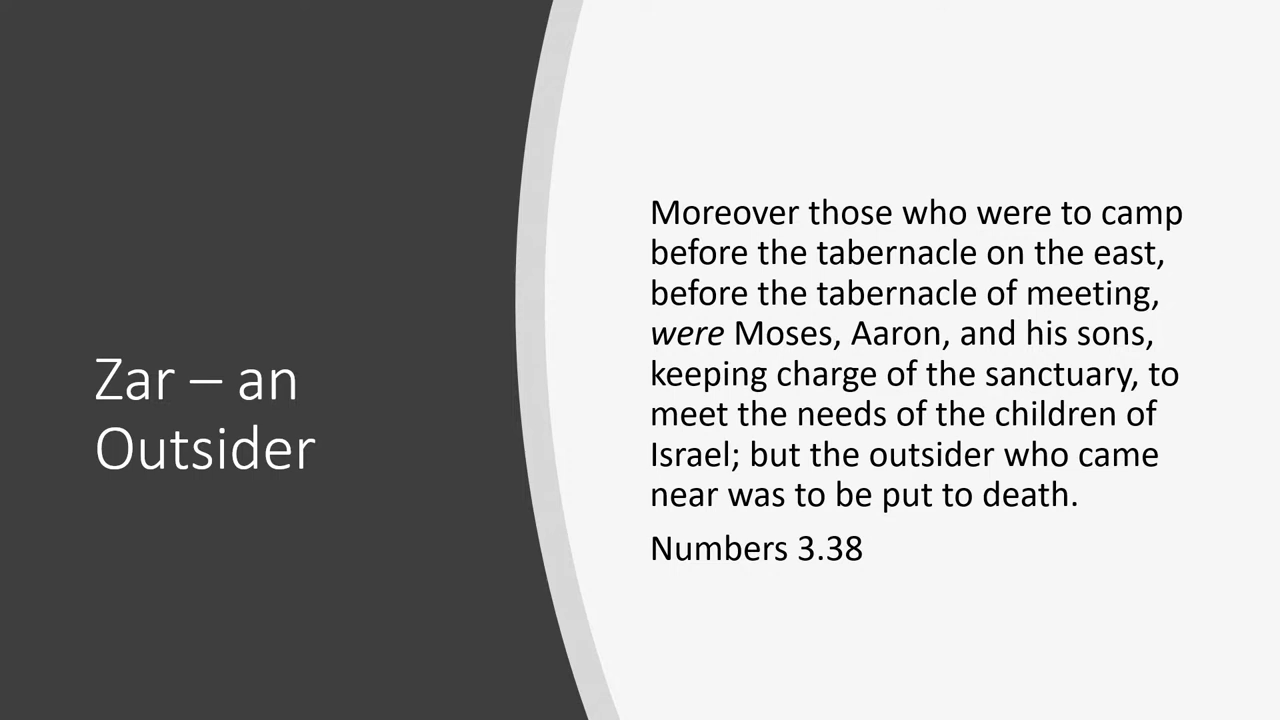 Zar – an
Outsider
Moreover those who were to camp
before the tabernacle on the east,
before the tabernacle of meeting,
were Moses, Aaron, and his sons,
keeping charge of the sanctuary, to
meet the needs of the children of
Israel; but the outsider who came
near was to be put to death.
Numbers 3.38